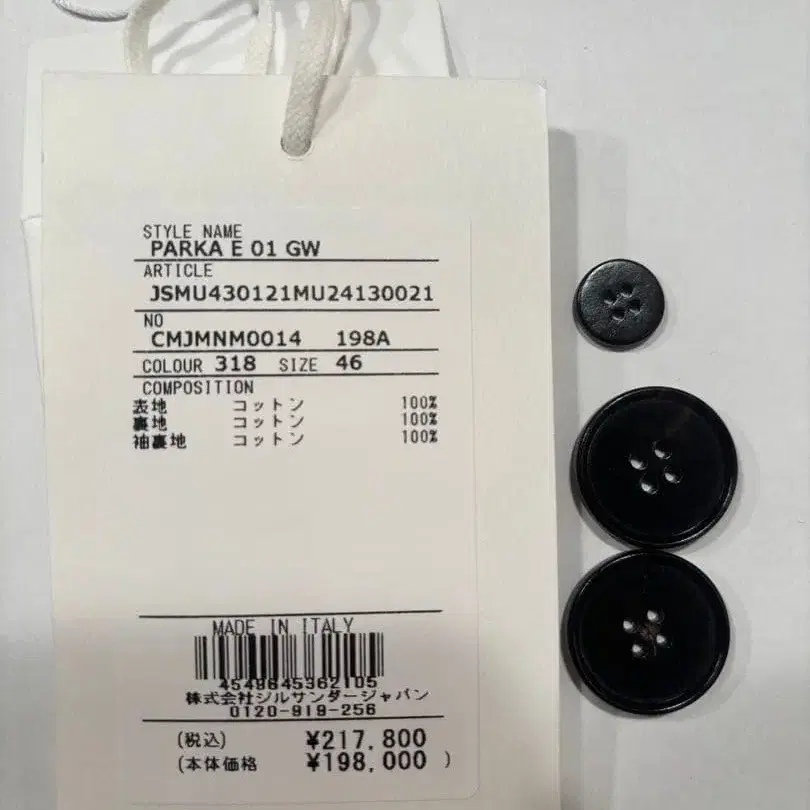 STYLE NAME
PARKA E 01 GW
ARTICLE
JSMU430121MU24130021
NO
CMJMNM0014 198A
COLOUR 318 SIZE 46
COMPOSITION
表地 コットン 100%
裏地 コットン 100%
袖裏地 コットン 100%
MADE IN ITALY
4549645362105
株式会社ジルサンダージャパン
0120-919-256
(税込) ¥217,800
(本体価格 ¥198,000 )